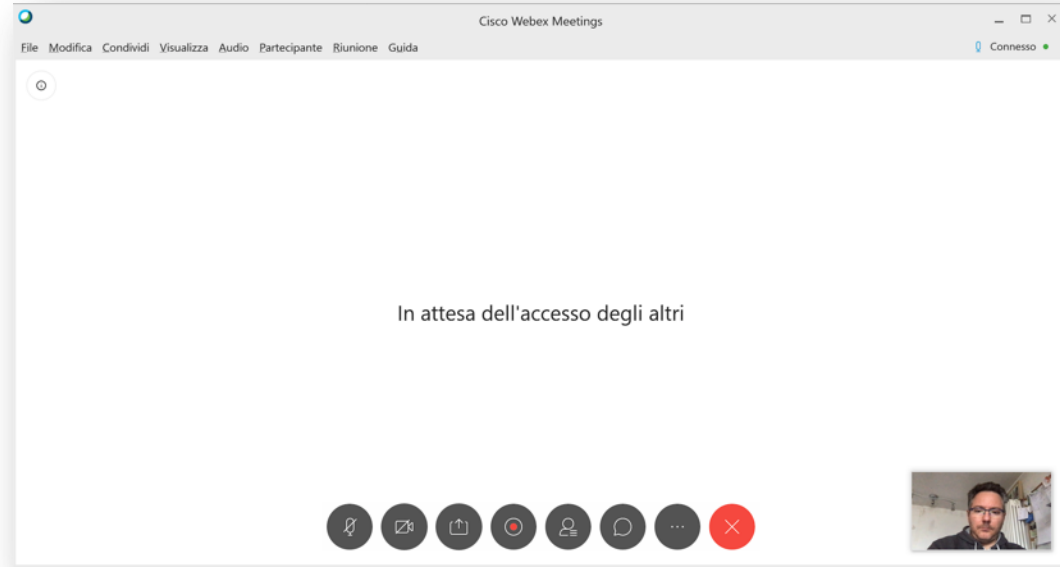 Cisco Webex Meetings
File Modifica Condividi Visualizza Audio Partecipante Riunione Guida Connesso
In attesa dell'accesso degli altri